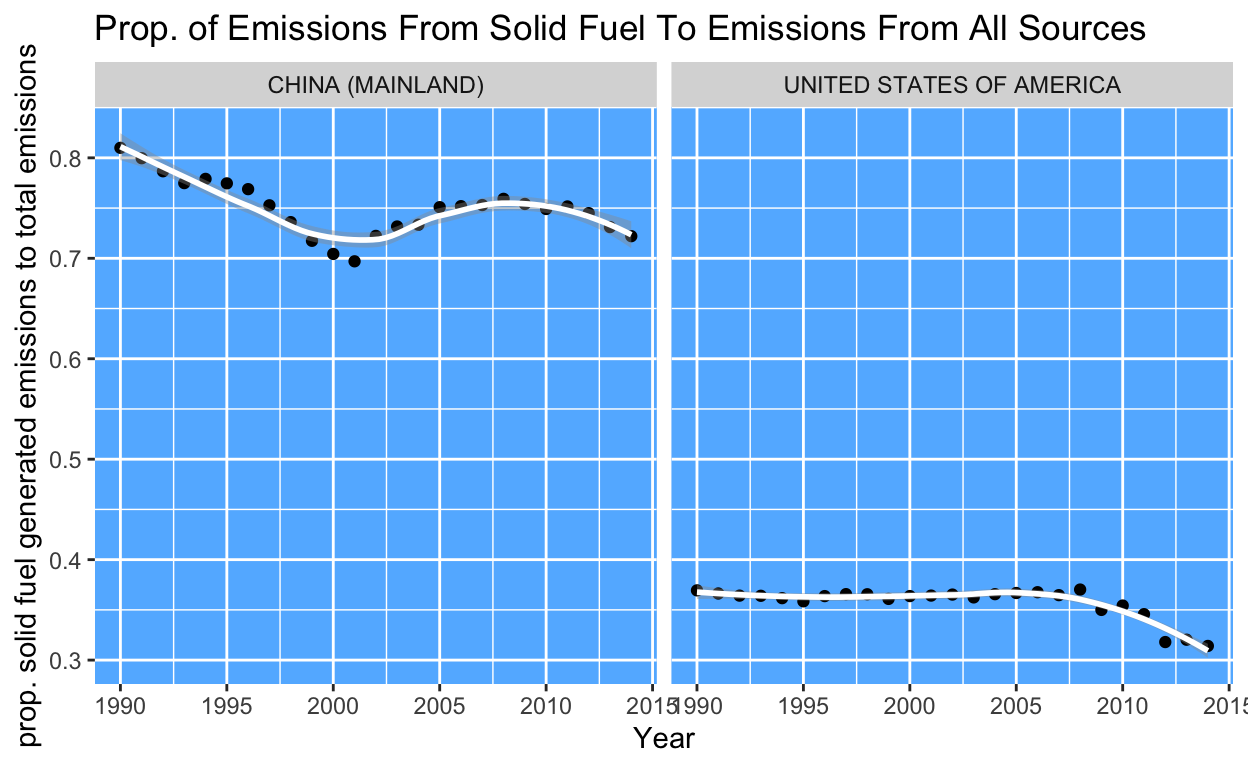 Prop. of Emissions From Solid Fuel To Emissions From All Sources
CHINA (MAINLAND)
UNITED STATES OF AMERICA
prop. solid fuel generated emissions to total emissions
0.8
0.7
0.6
0.5
0.4
0.3
1990 1995 2000 2005 2010 2015
1990 1995 2000 2005 2010 2015
Year